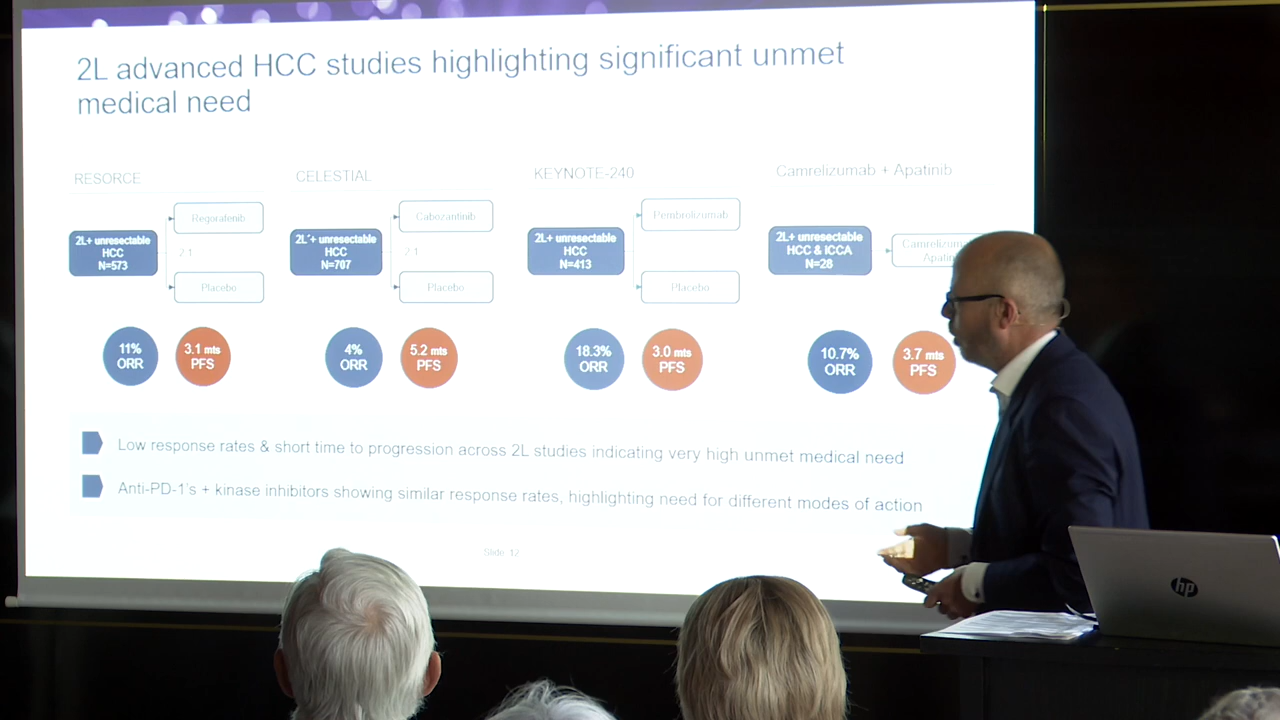 2L advanced HCC studies highlighting significant unmet
medical need
RESORCE
2L+ unresectable
HCC
N=573
Regorafenib
2:1
Placebo
11%
ORR
3.1 mts
PFS
CELESTIAL
2L+ unresectable
HCC
N=707
Cabozantinib
2:1
Placebo
4%
ORR
5.2 mts
PFS
KEYNOTE-240
2L+ unresectable
HCC
N=413
Pembrolizumab
Placebo
18.3%
ORR
3.0 mts
PFS
Camrelizumab + Apatinib
2L+ unresectable
HCC & ICCA
N=28
10.7%
ORR
3.7 mts
PFS
Low response rates & short time to progression across 2L studies indicating very high unmet medical need
Anti-PD-1's + kinase inhibitors showing similar response rates, highlighting need for different modes of action
Slide 12
hp